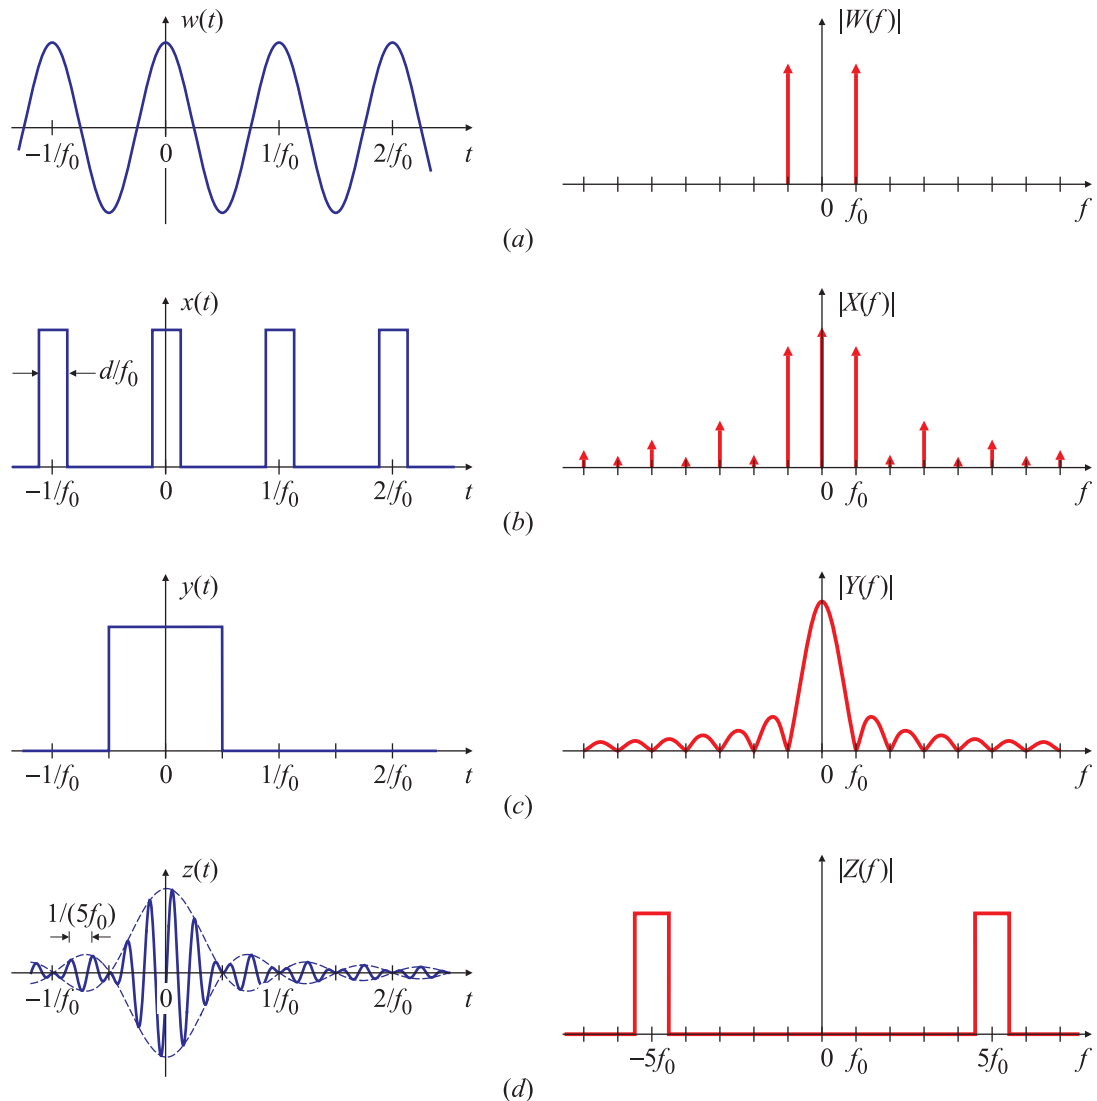 w(t)
|W(f)|
−1/f₀ 0 1/f₀ 2/f₀ t
0 f₀ f
(a)
x(t)
|X(f)|
d/f₀
−1/f₀ 0 1/f₀ 2/f₀ t
0 f₀ f
(b)
y(t)
|Y(f)|
−1/f₀ 0 1/f₀ 2/f₀ t
0 f₀ f
(c)
z(t)
|Z(f)|
1/(5f₀)
−1/f₀ 0 1/f₀ 2/f₀ t
−5f₀ 0 f₀ 5f₀ f
(d)